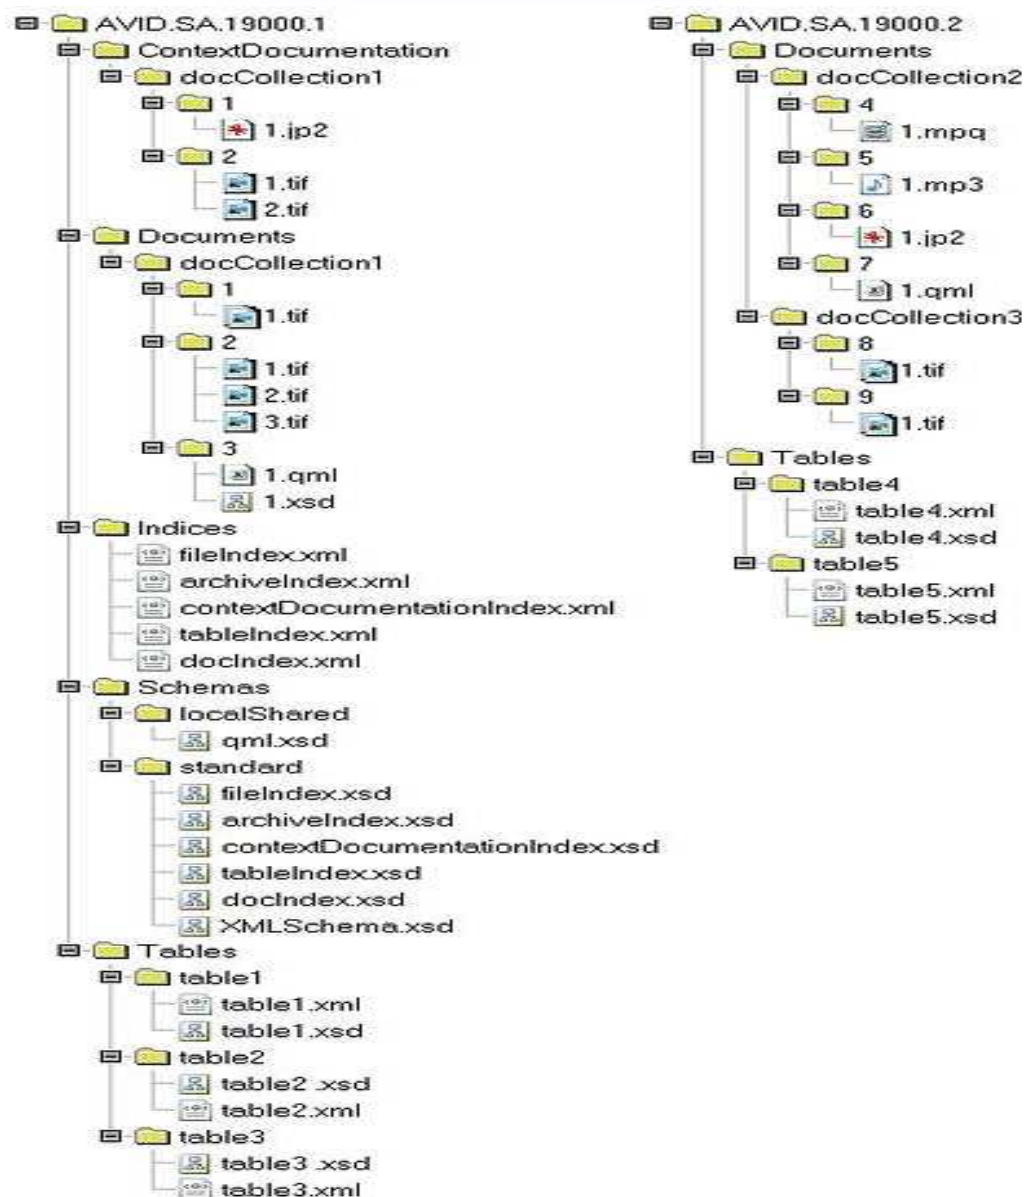 AVID.SA.19000.1
ContextDocumentation
docCollection1
1
1.jp2
2
1.tif
2.tif
Documents
docCollection1
1
1.tif
2
1.tif
2.tif
3.tif
3
1.qml
1.xsd
Indices
fileIndex.xml
archiveIndex.xml
contextDocumentationIndex.xml
tableIndex.xml
docIndex.xml
Schemas
localShared
qml.xsd
standard
fileIndex.xsd
archiveIndex.xsd
contextDocumentationIndex.xsd
tableIndex.xsd
docIndex.xsd
XMLSchema.xsd
Tables
table1
table1.xml
table1.xsd
table2
table2 .xsd
table2.xml
table3
table3 .xsd
table3.xml
AVID.SA.19000.2
Documents
docCollection2
4
1.mpq
5
1.mp3
6
1.jp2
7
1.qml
docCollection3
8
1.tif
9
1.tif
Tables
table4
table4.xml
table4.xsd
table5
table5.xml
table5.xsd